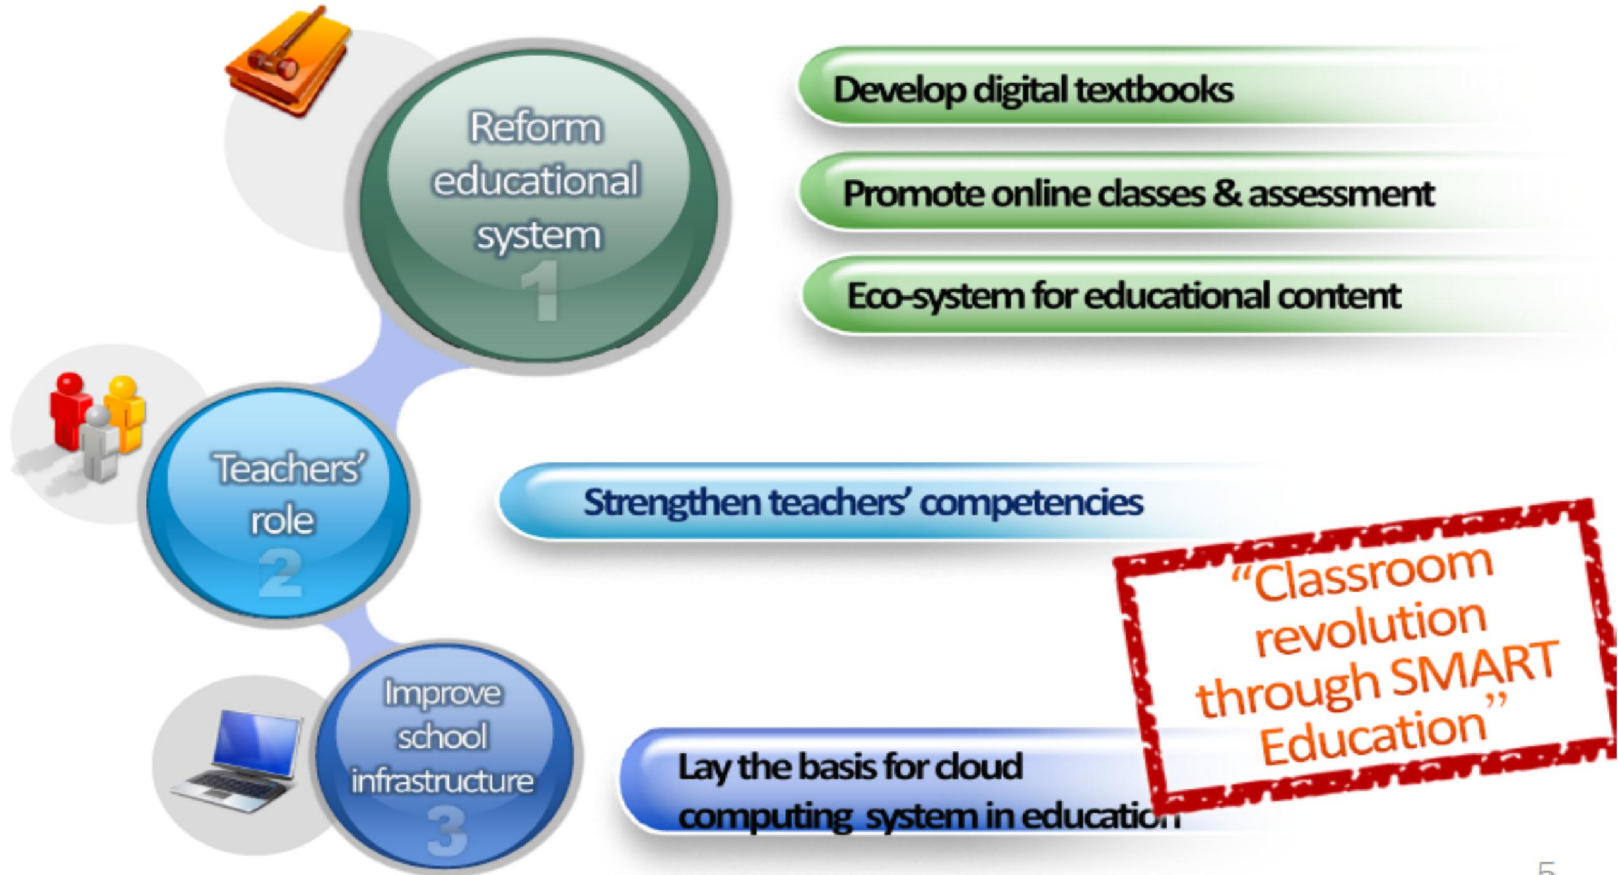 Reform
educational
system
1
Develop digital textbooks
Promote online classes & assessment
Eco-system for educational content
Teachers’
role
2
Strengthen teachers’ competencies
Improve
school
infrastructure
3
Lay the basis for cloud
computing system in education
“Classroom
revolution
through SMART
Education”
5